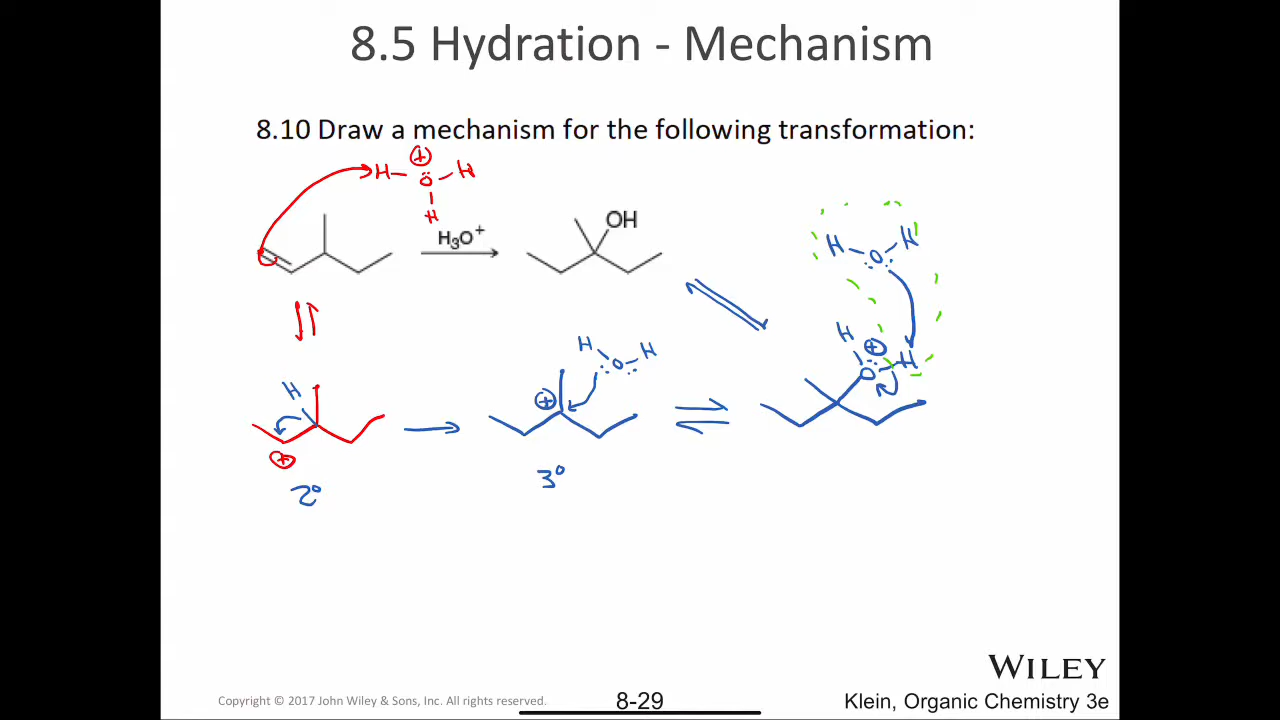 8.5 Hydration - Mechanism
8.10 Draw a mechanism for the following transformation:
⊕
H–Ö–H
H
OH
H₃O⁺
H O H
H O H
H ⊕ H
O
H
⊕
⊕
2°
3°
WILEY
Copyright © 2017 John Wiley & Sons, Inc. All rights reserved.
8-29
Klein, Organic Chemistry 3e